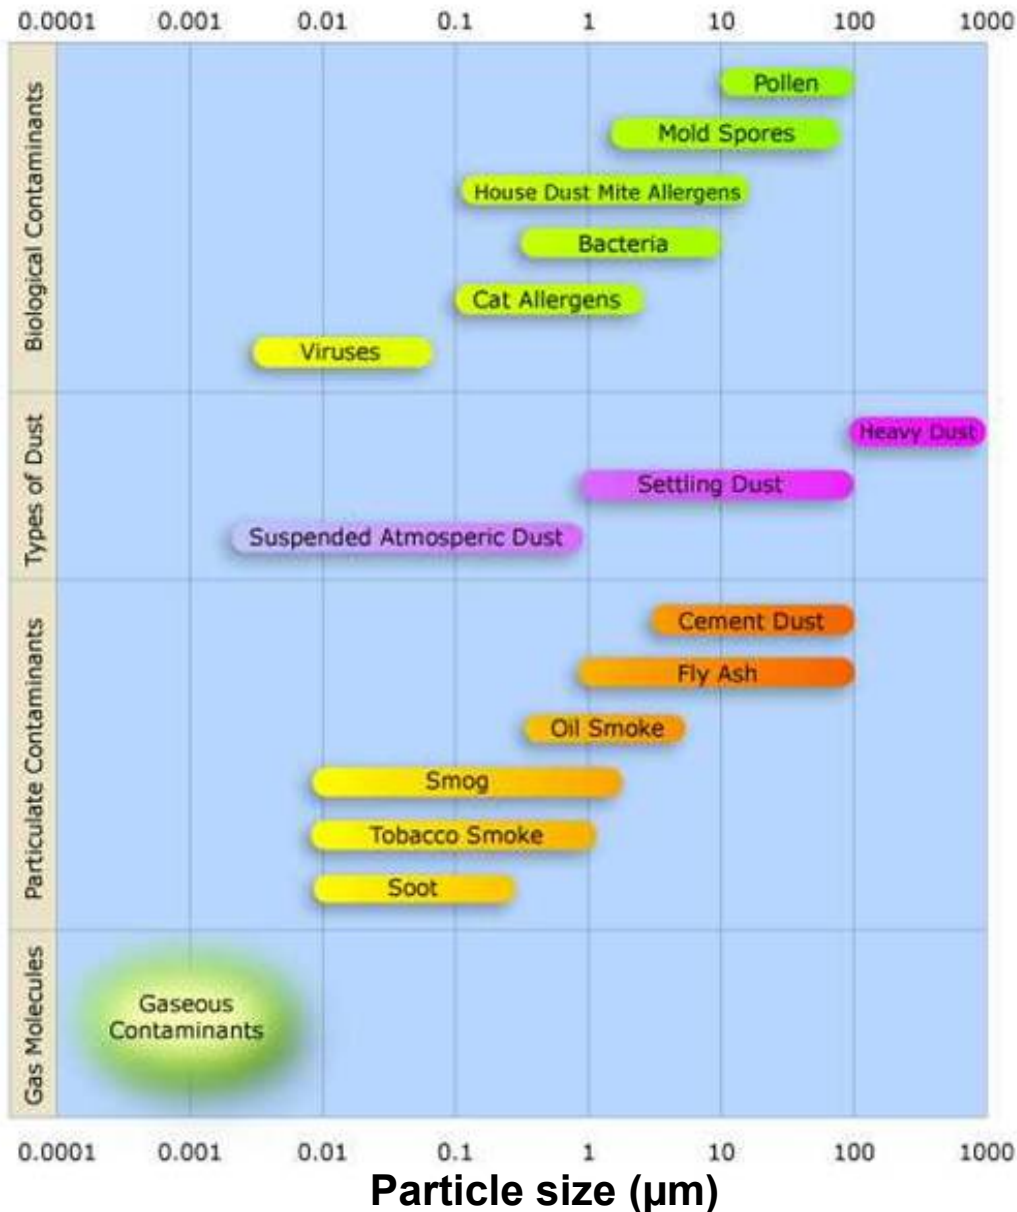 0.0001 0.001 0.01 0.1 1 10 100 1000
Biological Contaminants
Pollen
Mold Spores
House Dust Mite Allergens
Bacteria
Cat Allergens
Viruses
Types of Dust
Heavy Dust
Settling Dust
Suspended Atmosperic Dust
Particulate Contaminants
Cement Dust
Fly Ash
Oil Smoke
Smog
Tobacco Smoke
Soot
Gas Molecules
Gaseous
Contaminants
0.0001 0.001 0.01 0.1 1 10 100 1000
Particle size (µm)